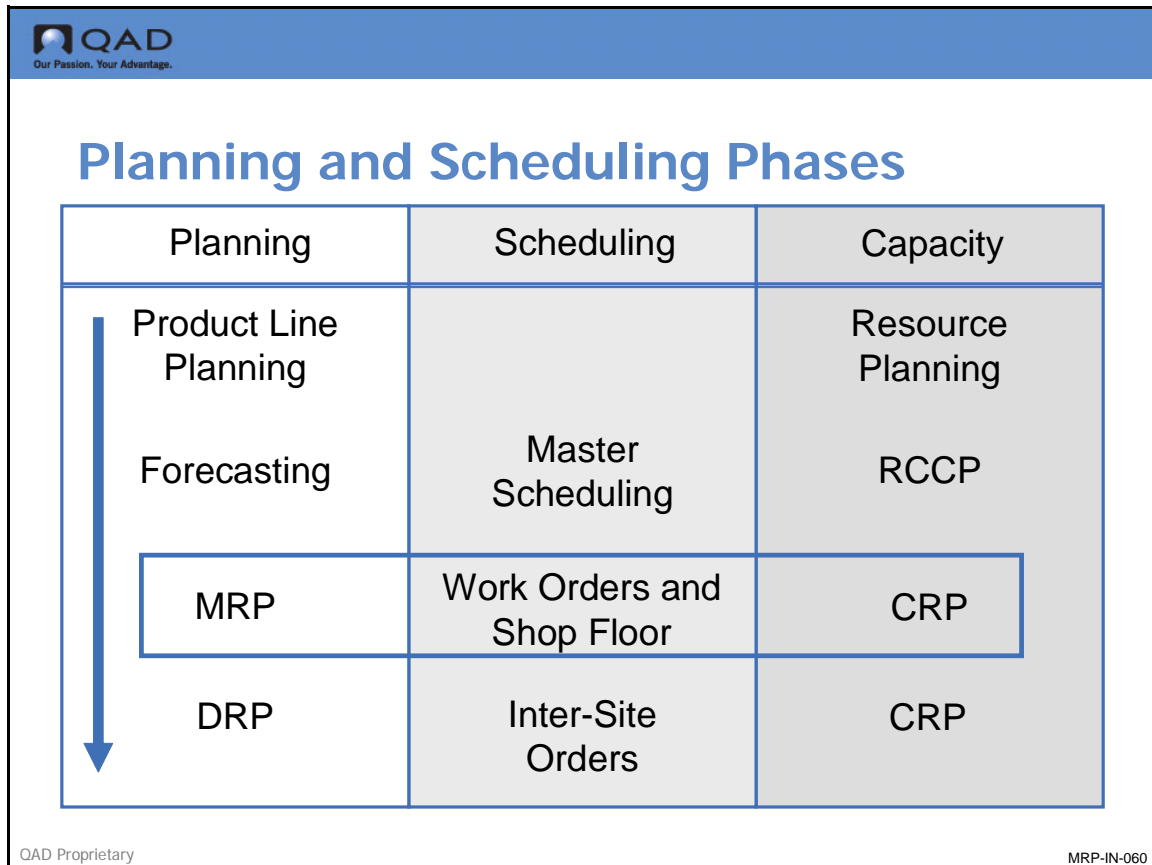 QAD
Our Passion. Your Advantage.
Planning and Scheduling Phases
Planning
Scheduling
Capacity
Product Line
Planning
Resource
Planning
Forecasting
Master
Scheduling
RCCP
MRP
Work Orders and
Shop Floor
CRP
DRP
Inter-Site
Orders
CRP
QAD Proprietary
MRP-IN-060